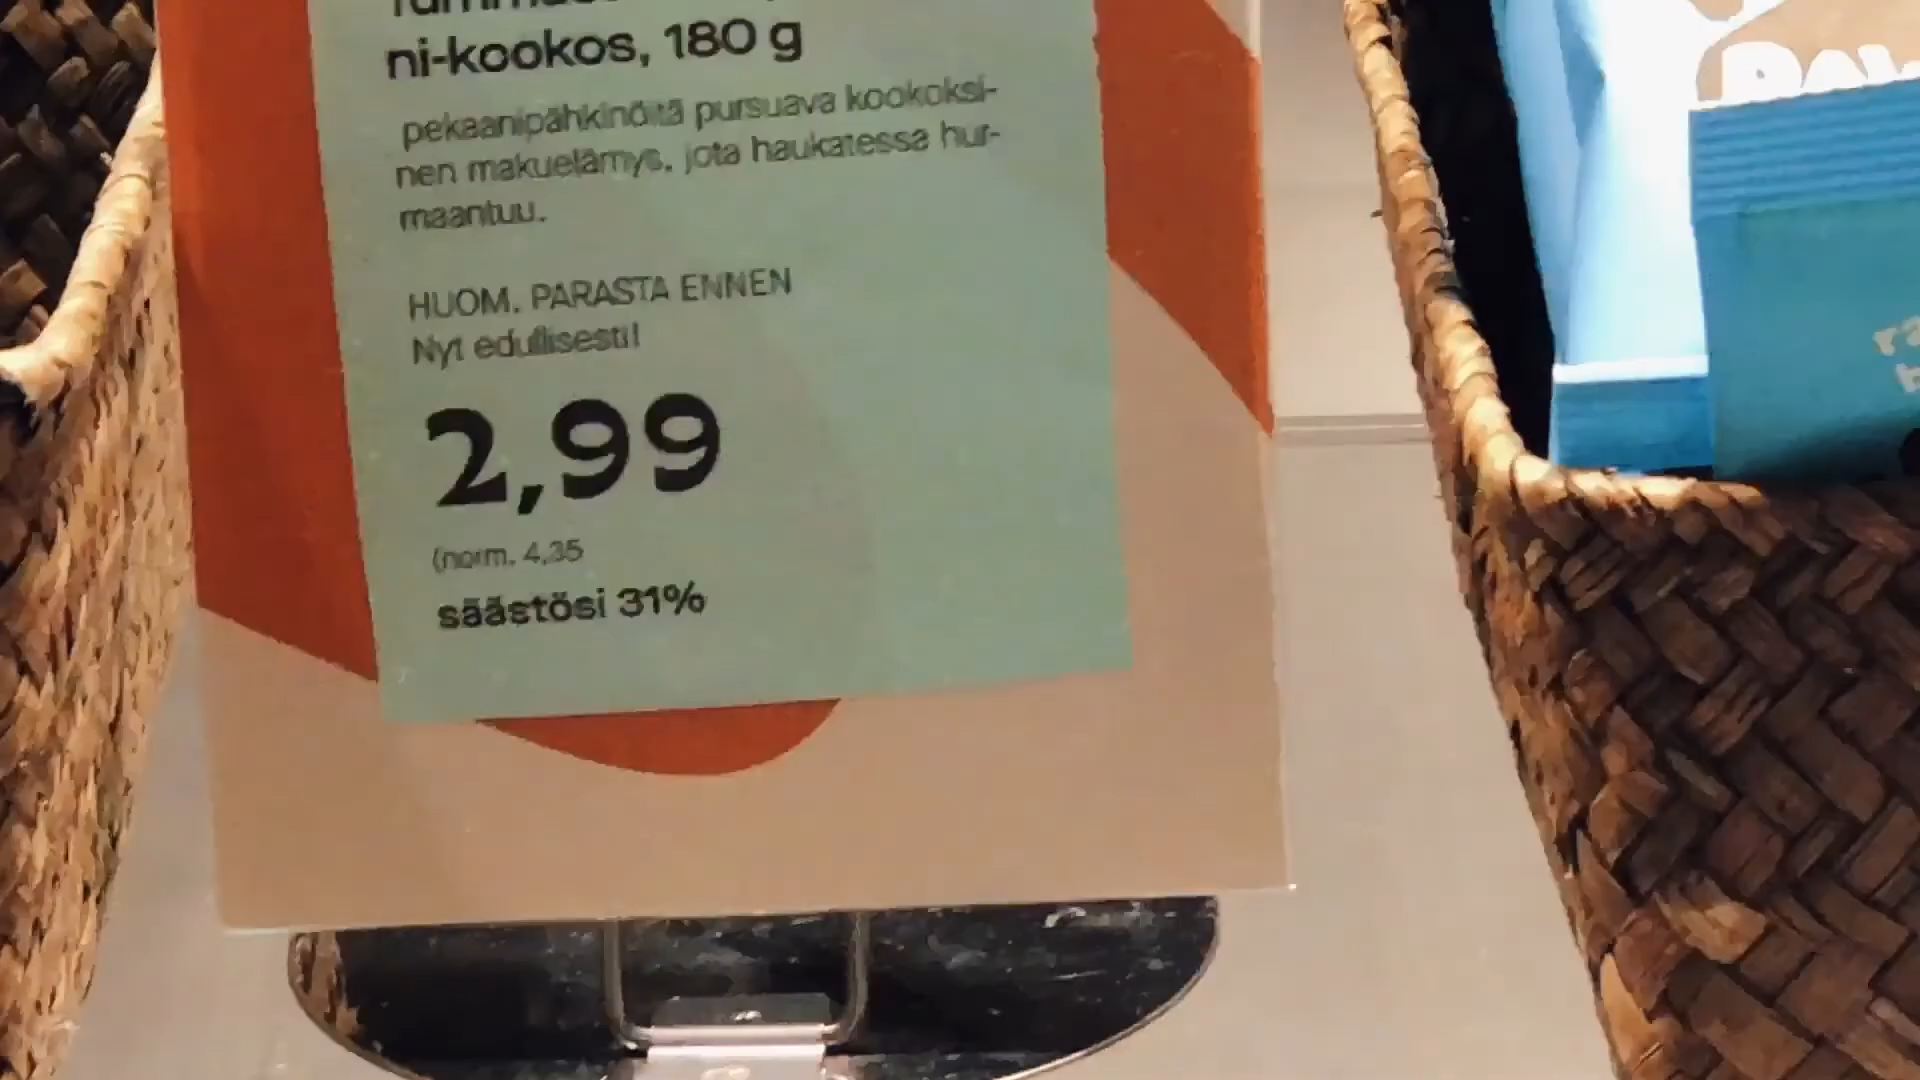 ni-kookos, 180 g
pekaanipähkinöitä pursuava kookoksi-
nen makuelämys, jota haukatessa hur-
maantuu.
HUOM. PARASTA ENNEN
Nyt edullisesti!
2,99
(norm. 4,35
säästösi 31%